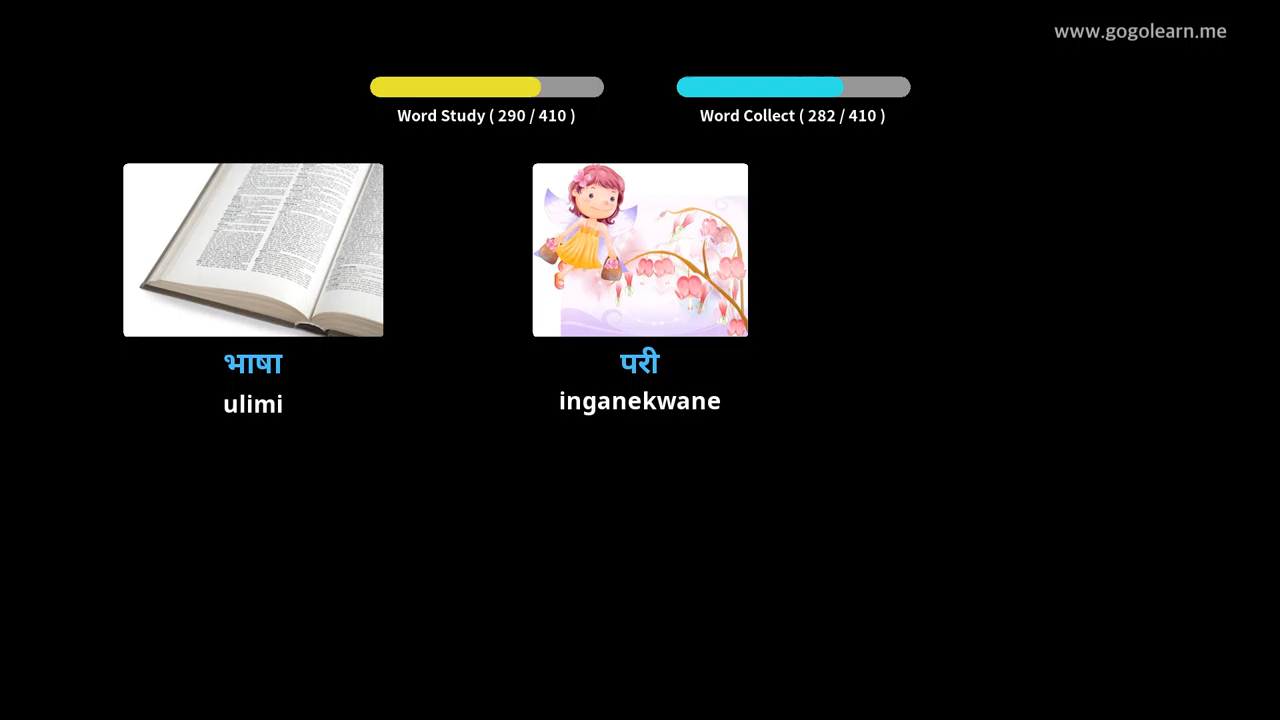 www.gogolearn.me
Word Study ( 290 / 410 )
Word Collect ( 282 / 410 )
भाषा
ulimi
परी
inganekwane